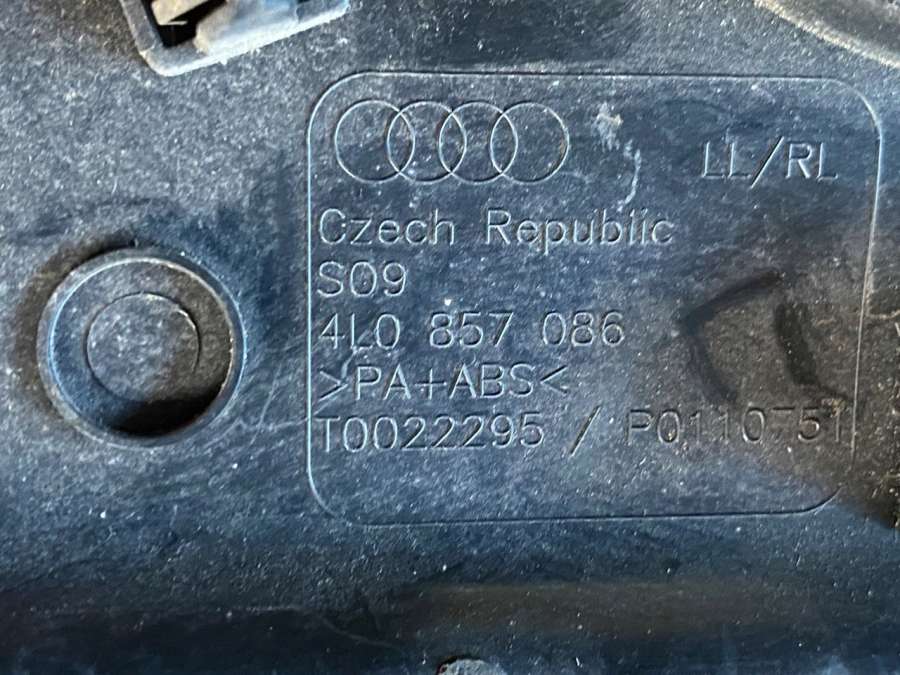 LL/RL
Czech Republic
S09
4L0 857 086
>PA+ABS<
T0022295 / P0110751